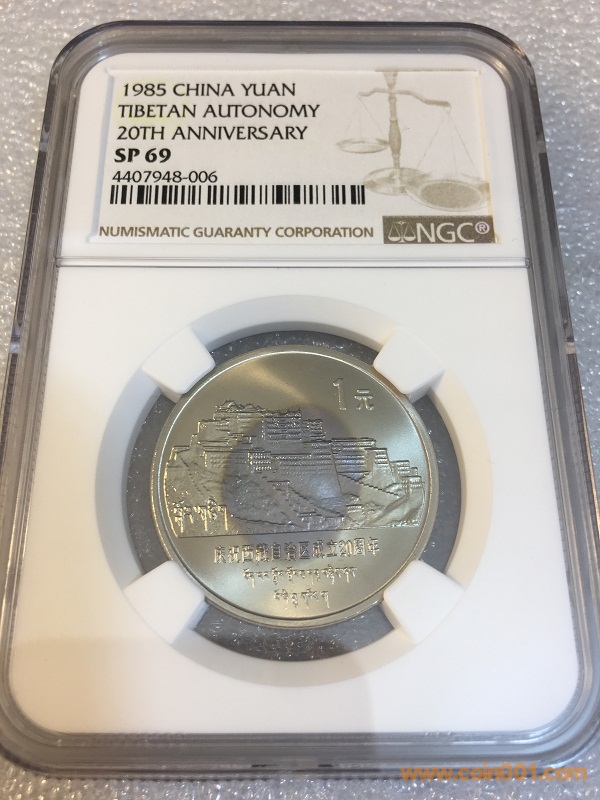 1985 CHINA YUAN
TIBETAN AUTONOMY
20TH ANNIVERSARY
SP 69
4407948-006
NUMISMATIC GUARANTY CORPORATION NGC®
1元
庆祝西藏自治区成立20周年
www.coin001.com